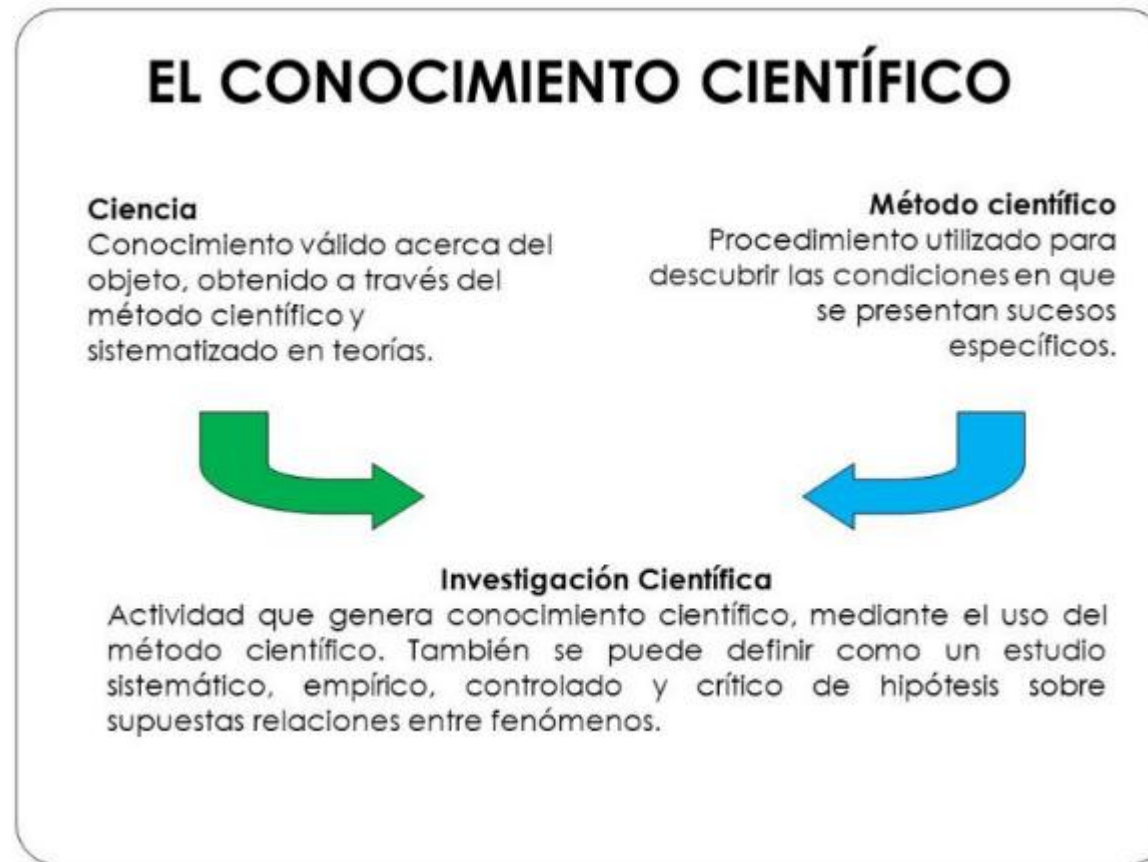 EL CONOCIMIENTO CIENTÍFICO
Ciencia
Conocimiento válido acerca del
objeto, obtenido a través del
método científico y
sistematizado en teorías.
Método científico
Procedimiento utilizado para
descubrir las condiciones en que
se presentan sucesos
específicos.
Investigación Científica
Actividad que genera conocimiento científico, mediante el uso del
método científico. También se puede definir como un estudio
sistemático, empírico, controlado y crítico de hipótesis sobre
supuestas relaciones entre fenómenos.